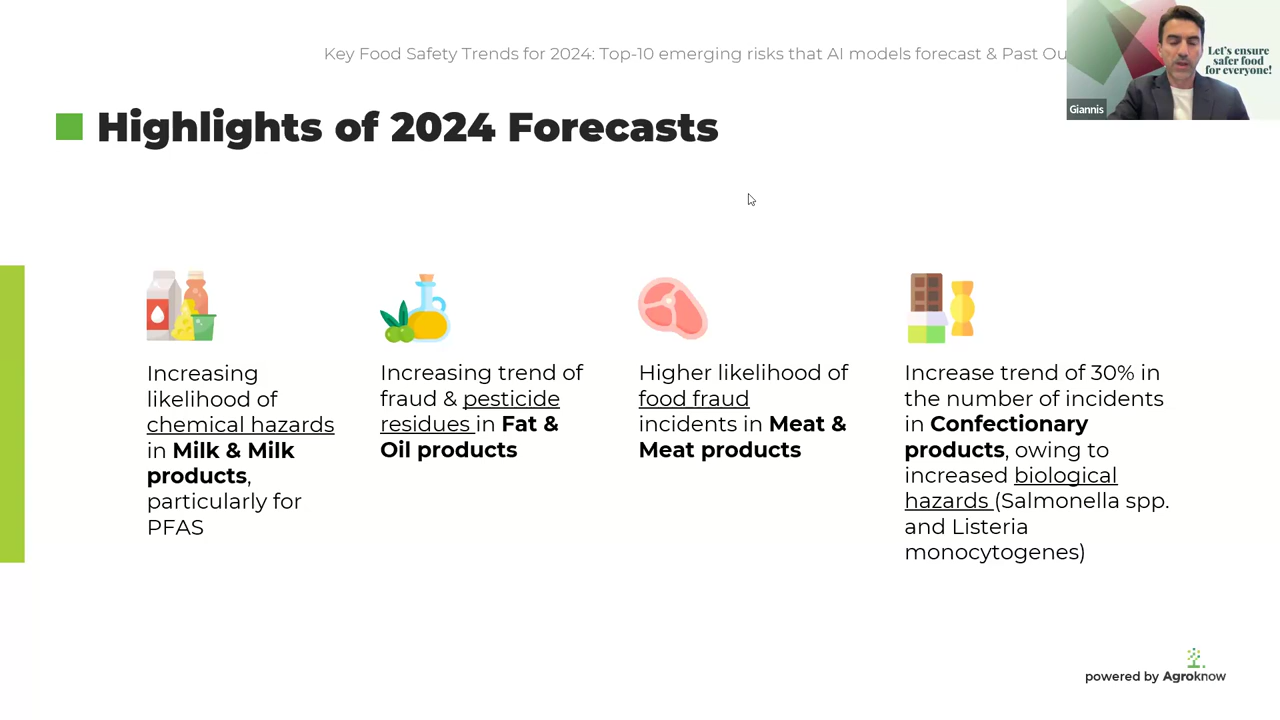 Key Food Safety Trends for 2024: Top-10 emerging risks that AI models forecast & Past
Let's ensure
safer food
for everyone!
Giannis
Highlights of 2024 Forecasts
Increasing
likelihood of
chemical hazards
in Milk & Milk
products,
particularly for
PFAS
Increasing trend of
fraud & pesticide
residues in Fat &
Oil products
Higher likelihood of
food fraud
incidents in Meat &
Meat products
Increase trend of 30% in
the number of incidents
in Confectionary
products, owing to
increased biological
hazards (Salmonella spp.
and Listeria
monocytogenes)
powered by Agroknow